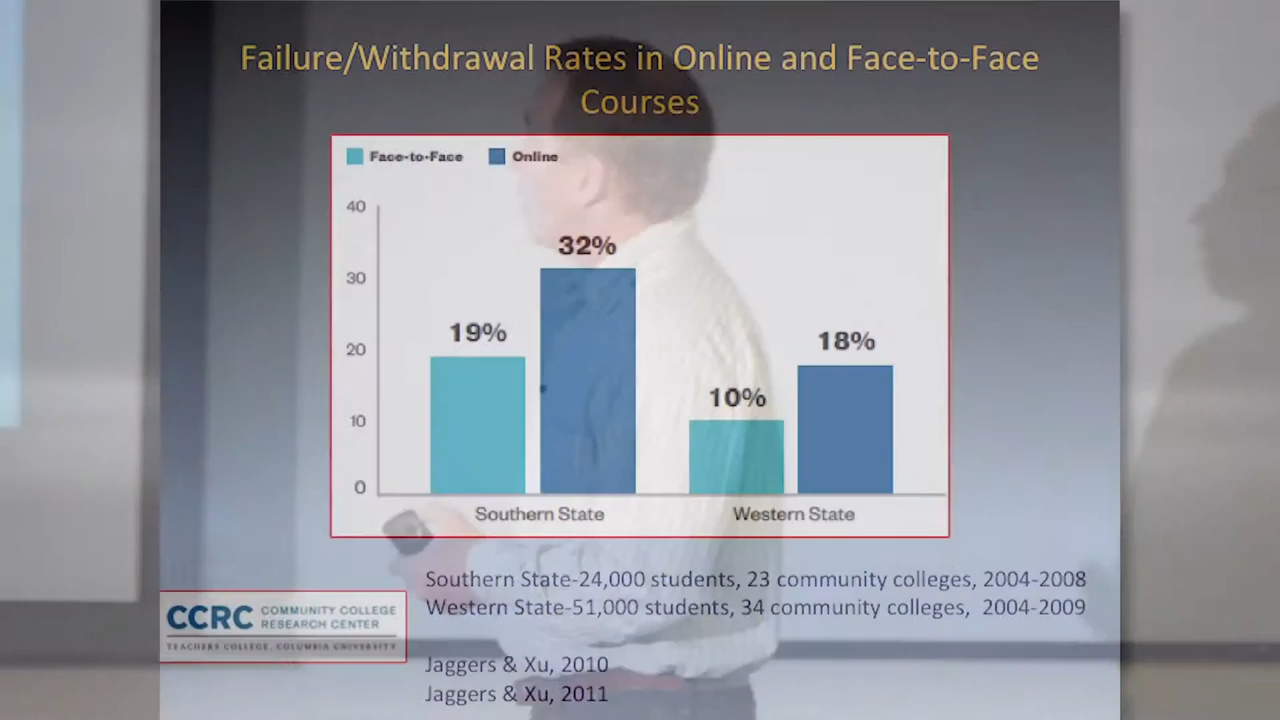 Failure/Withdrawal Rates in Online and Face-to-Face
Courses
Face-to-Face Online
40
30
20
10
0
19%
32%
10%
18%
Southern State Western State
Southern State-24,000 students, 23 community colleges, 2004-2008
Western State-51,000 students, 34 community colleges, 2004-2009
CCRC COMMUNITY COLLEGE
RESEARCH CENTER
TEACHERS COLLEGE, COLUMBIA UNIVERSITY
Jaggers & Xu, 2010
Jaggers & Xu, 2011